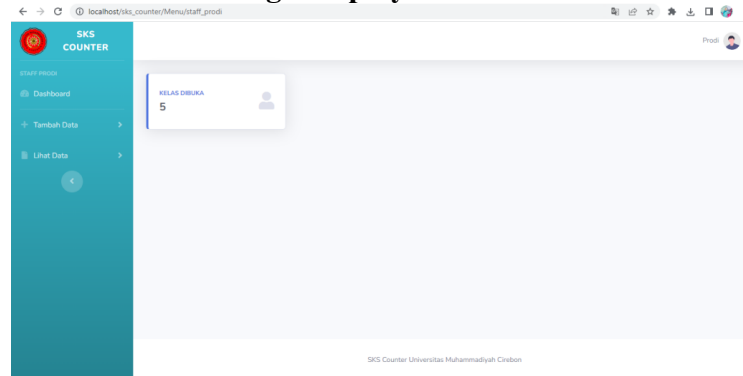 localhost/sks_counter/Menu/staff_prodi
SKS
COUNTER
Prodi
STAFF PRODI
Dashboard
Tambah Data
Lihat Data
KELAS DIBUKA
5
SKS Counter Universitas Muhammadiyah Cirebon